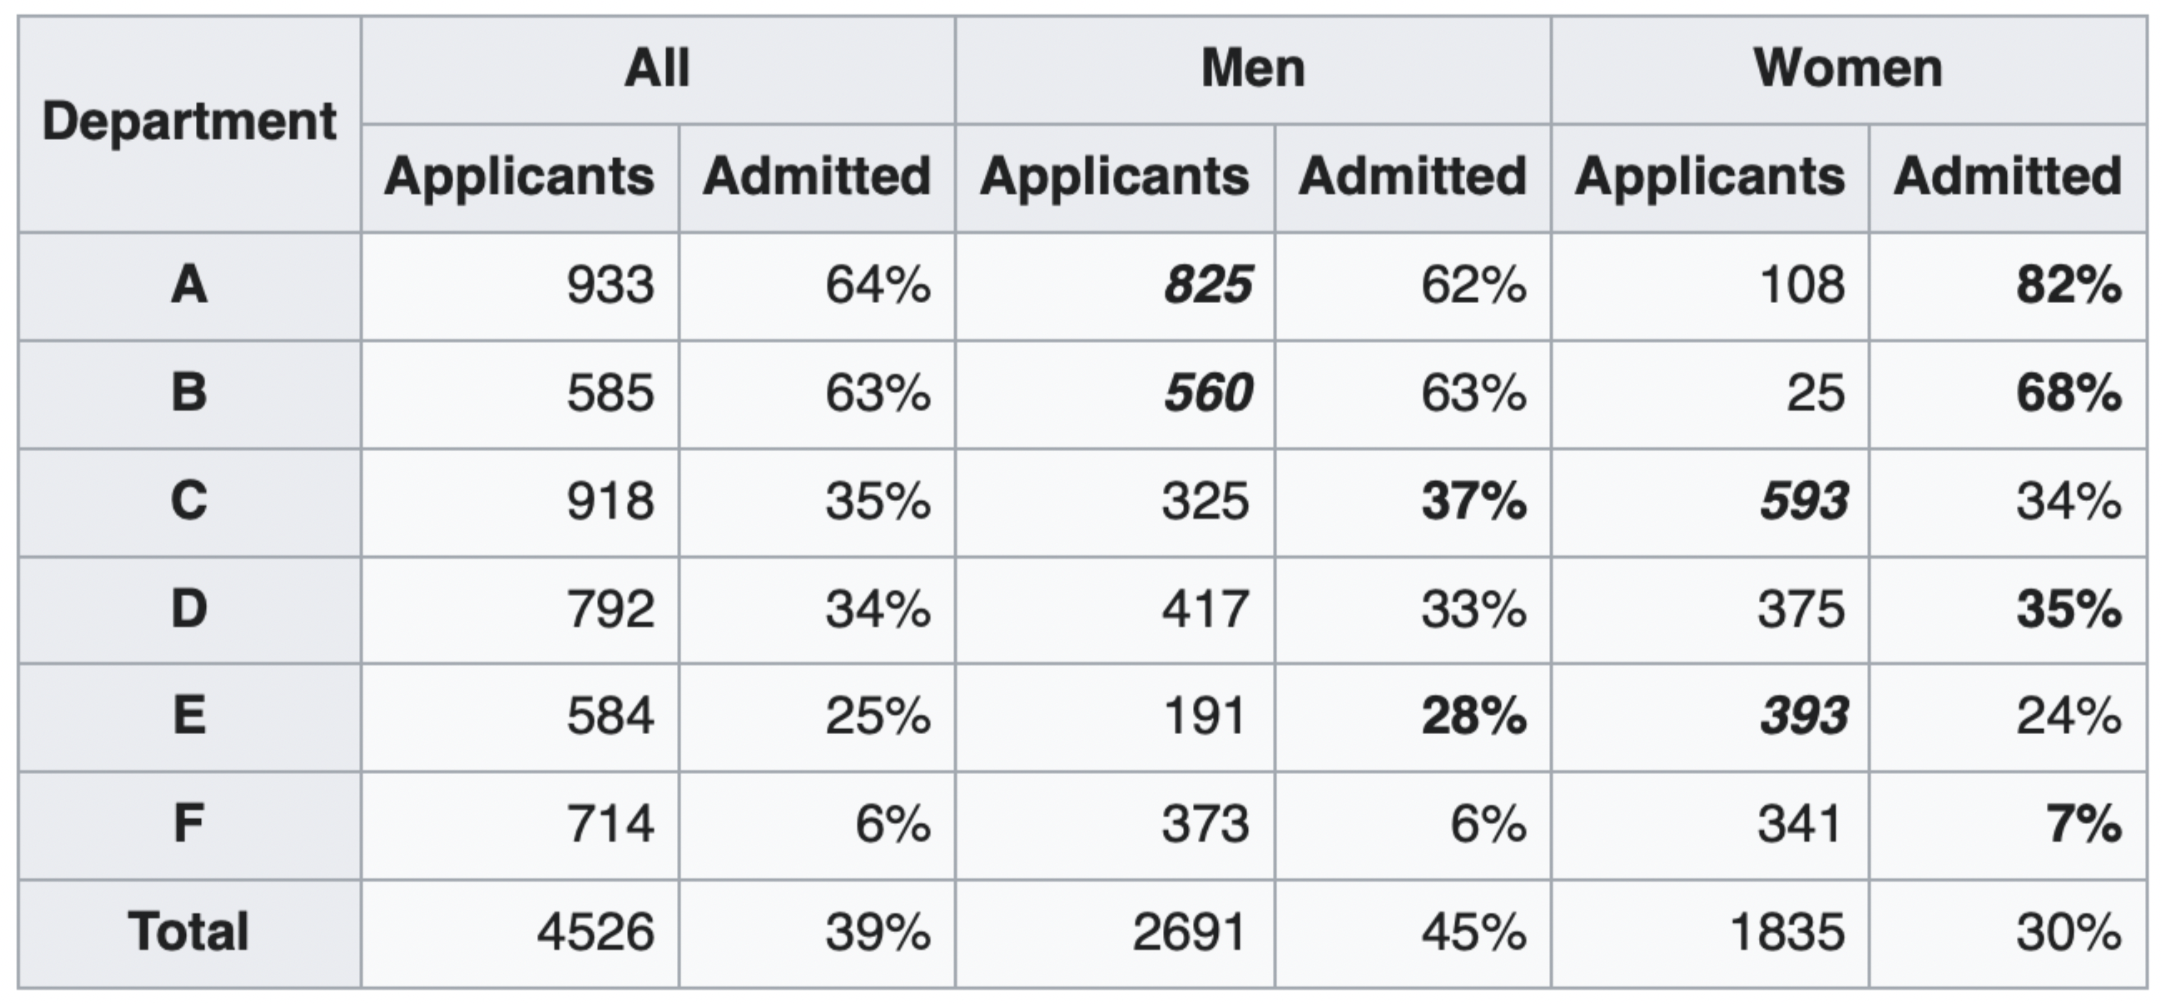 Department All Men Women
Applicants Admitted Applicants Admitted Applicants Admitted
A 933 64% 825 62% 108 82%
B 585 63% 560 63% 25 68%
C 918 35% 325 37% 593 34%
D 792 34% 417 33% 375 35%
E 584 25% 191 28% 393 24%
F 714 6% 373 6% 341 7%
Total 4526 39% 2691 45% 1835 30%